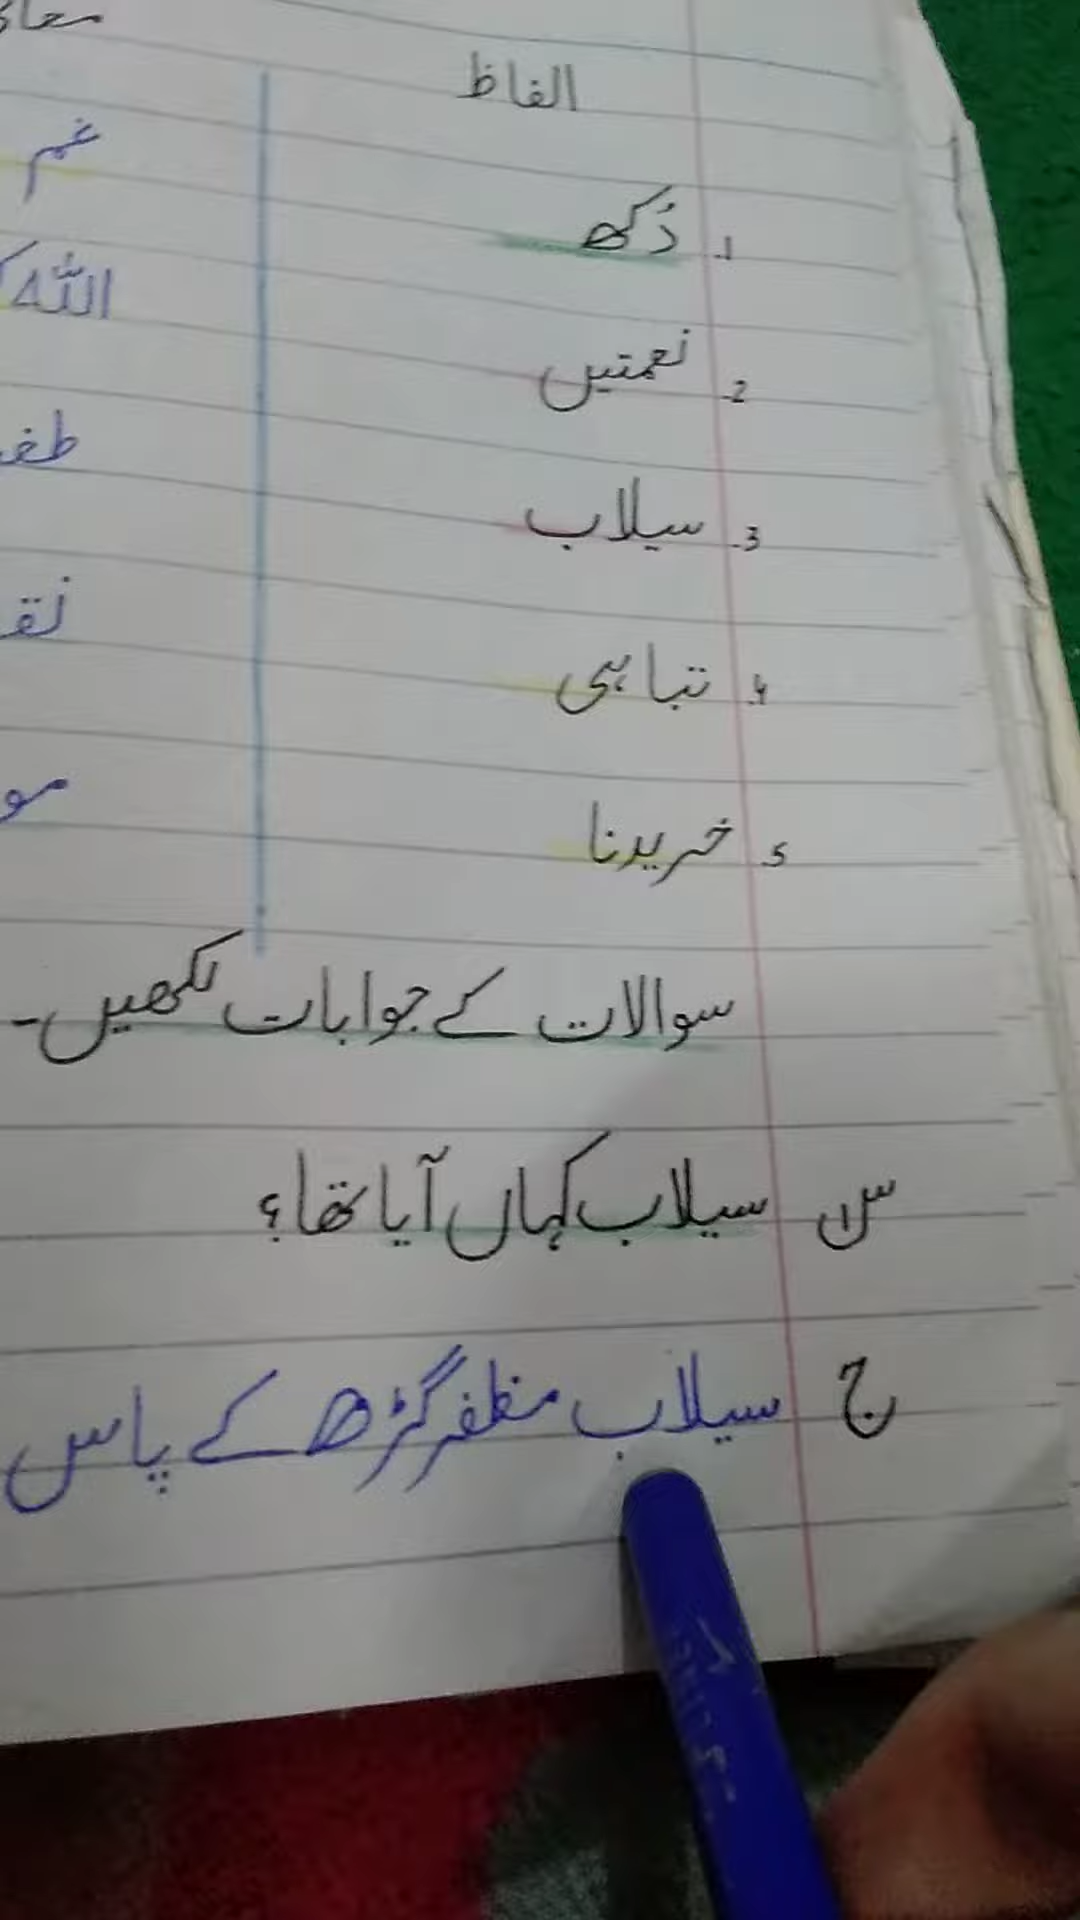 الفاظ
1. دُکھ غم
2. نعمتیں اللہ
3. سیلاب
4. تباہی
5. خریدنا
سوالات کے جوابات لکھیں۔
س۱ سیلاب کہاں آیا تھا؟
ج سیلاب مظفر گڑھ کے پاس